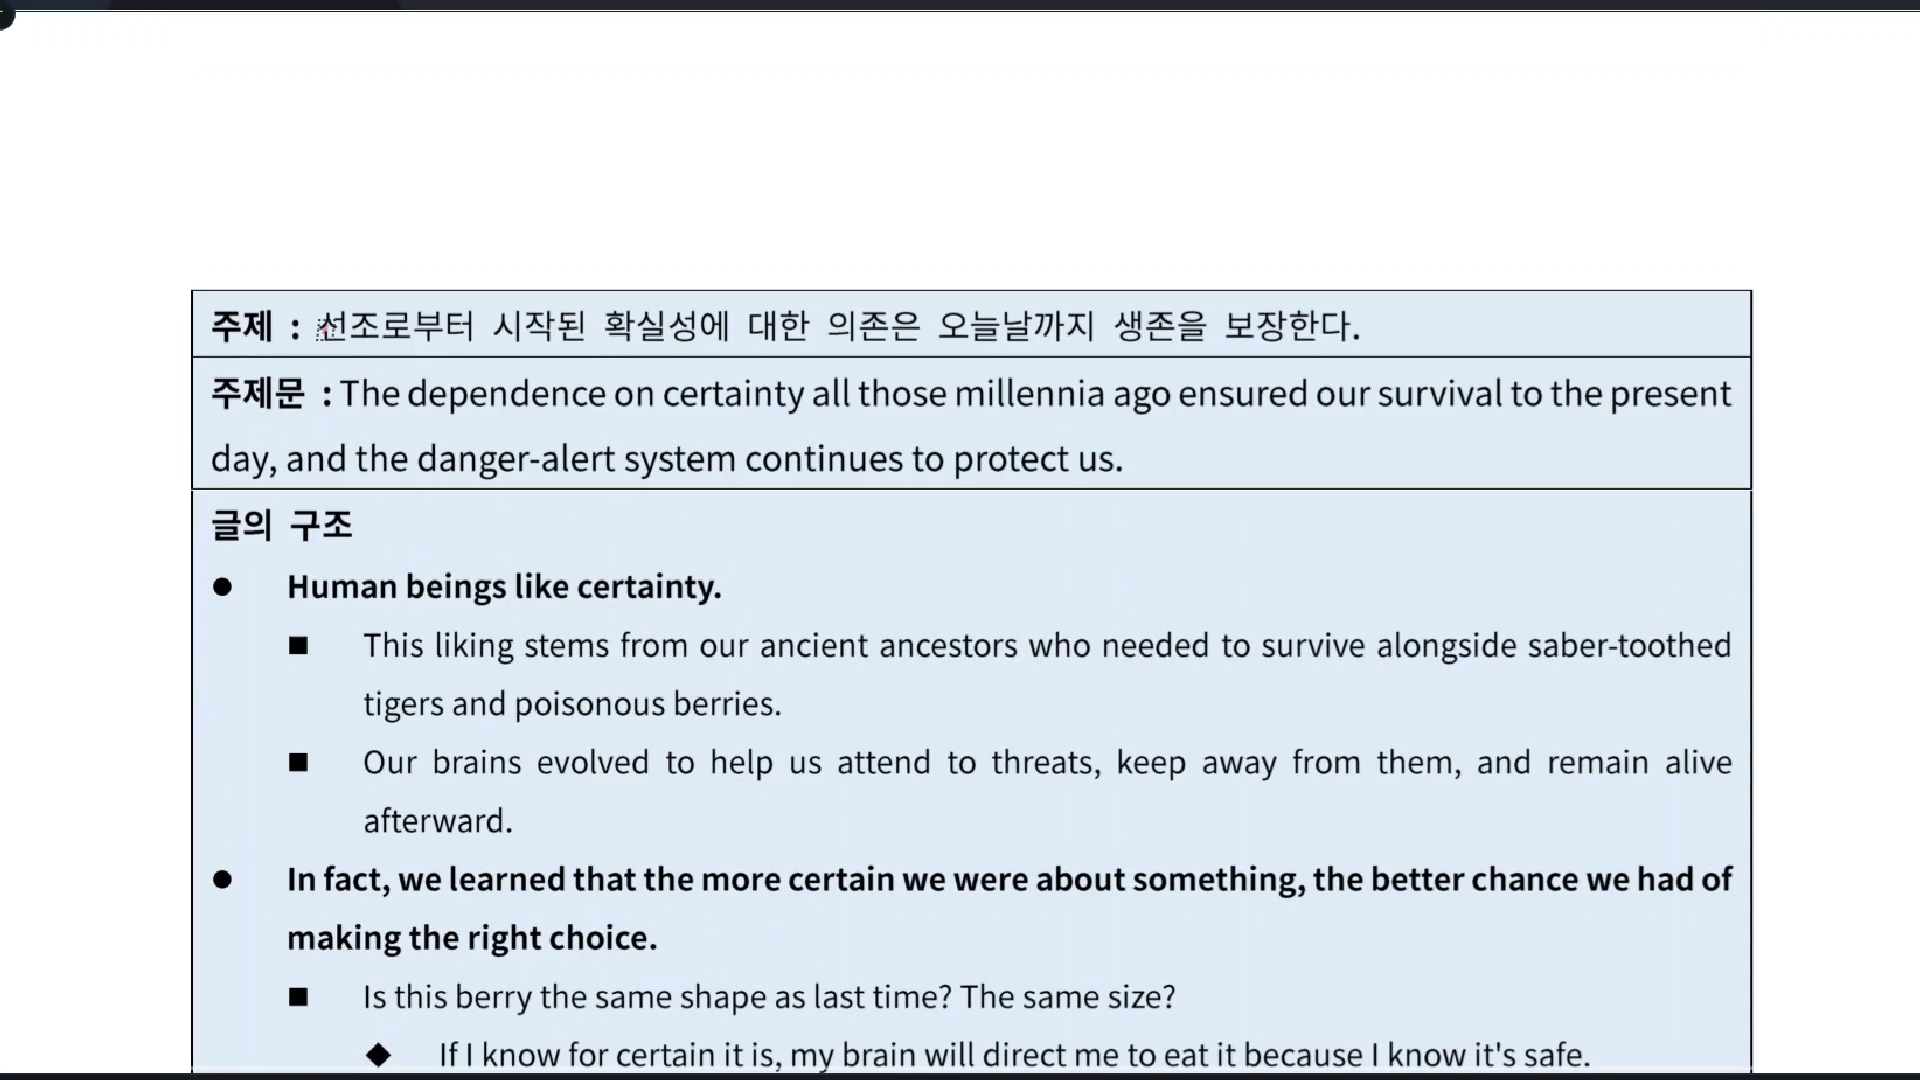 주제 : 선조로부터 시작된 확실성에 대한 의존은 오늘날까지 생존을 보장한다.
주제문 : The dependence on certainty all those millennia ago ensured our survival to the present
day, and the danger-alert system continues to protect us.
글의 구조
● Human beings like certainty.
■ This liking stems from our ancient ancestors who needed to survive alongside saber-toothed
tigers and poisonous berries.
■ Our brains evolved to help us attend to threats, keep away from them, and remain alive
afterward.
● In fact, we learned that the more certain we were about something, the better chance we had of
making the right choice.
■ Is this berry the same shape as last time? The same size?
◆ If I know for certain it is, my brain will direct me to eat it because I know it's safe.